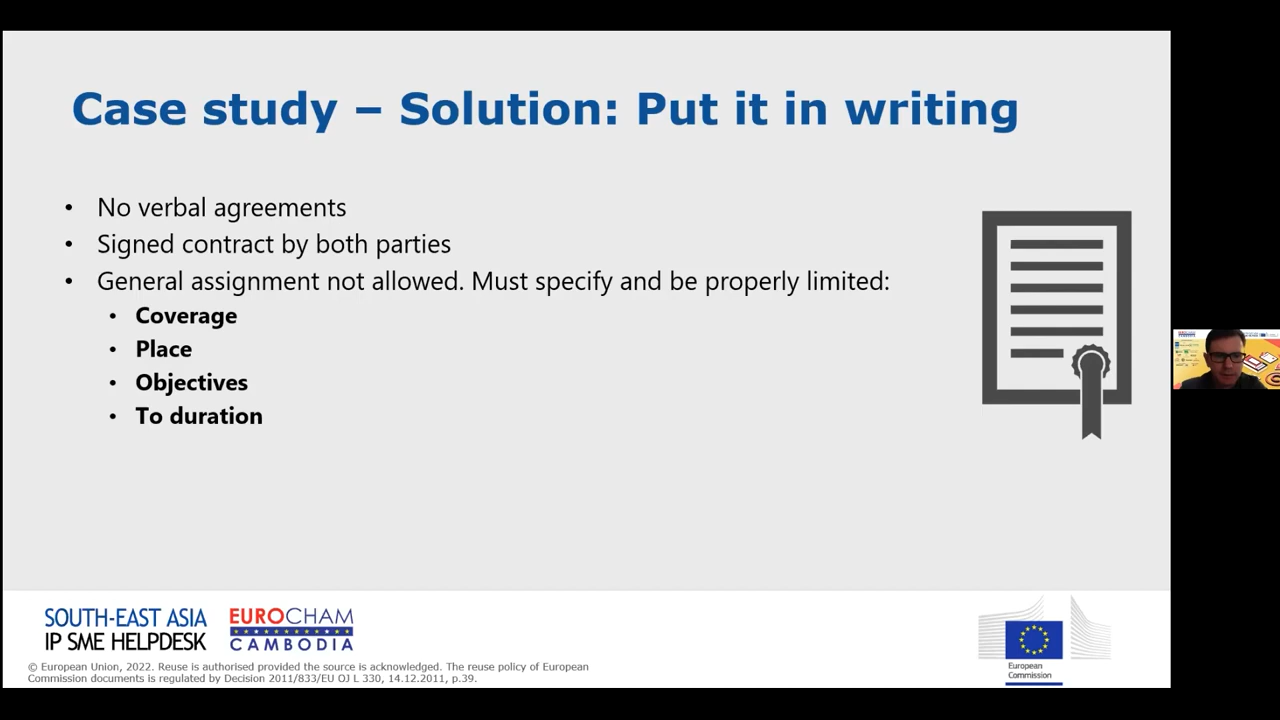 Case study – Solution: Put it in writing
• No verbal agreements
• Signed contract by both parties
• General assignment not allowed. Must specify and be properly limited:
• Coverage
• Place
• Objectives
• To duration
SOUTH-EAST ASIA
IP SME HELPDESK
EUROCHAM
CAMBODIA
© European Union, 2022. Reuse is authorised provided the source is acknowledged. The reuse policy of European
Commission documents is regulated by Decision 2011/833/EU OJ L 330, 14.12.2011, p.39.
European
Commission